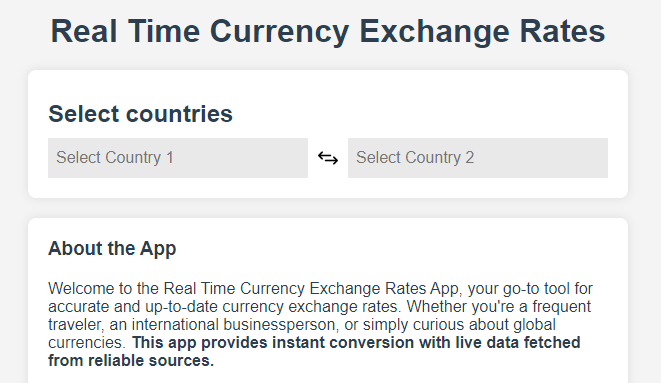 Real Time Currency Exchange Rates
Select countries
Select Country 1
Select Country 2
About the App
Welcome to the Real Time Currency Exchange Rates App, your go-to tool for
accurate and up-to-date currency exchange rates. Whether you're a frequent
traveler, an international businessperson, or simply curious about global
currencies. This app provides instant conversion with live data fetched
from reliable sources.